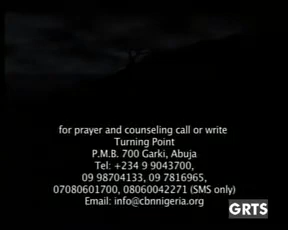 for prayer and counseling call or write
Turning Point
P.M.B. 700 Garki, Abuja
Tel: +234 9 9043700,
09 98704133, 09 7816965,
07080601700, 08060042271 (SMS only)
Email: info@cbnnigeria.org
GRTS